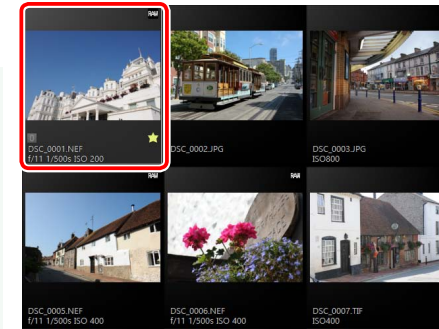 RAW
DSC_0001.NEF
f/11 1/500s ISO 200
DSC_0002.JPG
DSC_0003.JPG
ISO800
RAW
RAW
DSC_0005.NEF
f/11 1/500s ISO 400
DSC_0006.NEF
f/11 1/500s ISO 400
DSC_0007.TIF
ISO400